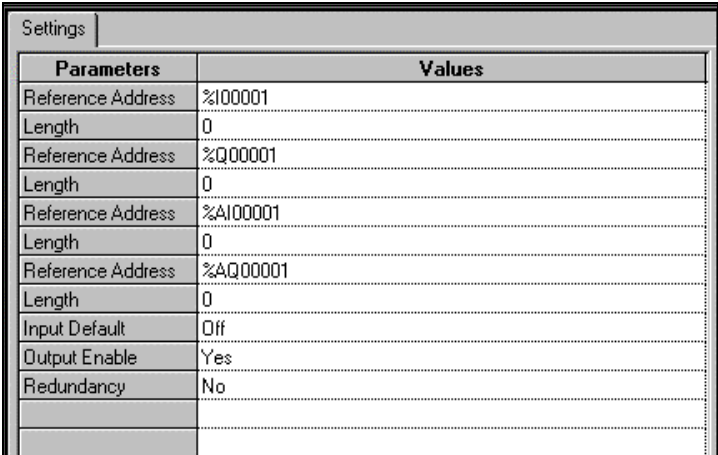 Settings
Parameters Values
Reference Address %I00001
Length 0
Reference Address %Q00001
Length 0
Reference Address %AI00001
Length 0
Reference Address %AQ00001
Length 0
Input Default Off
Output Enable Yes
Redundancy No